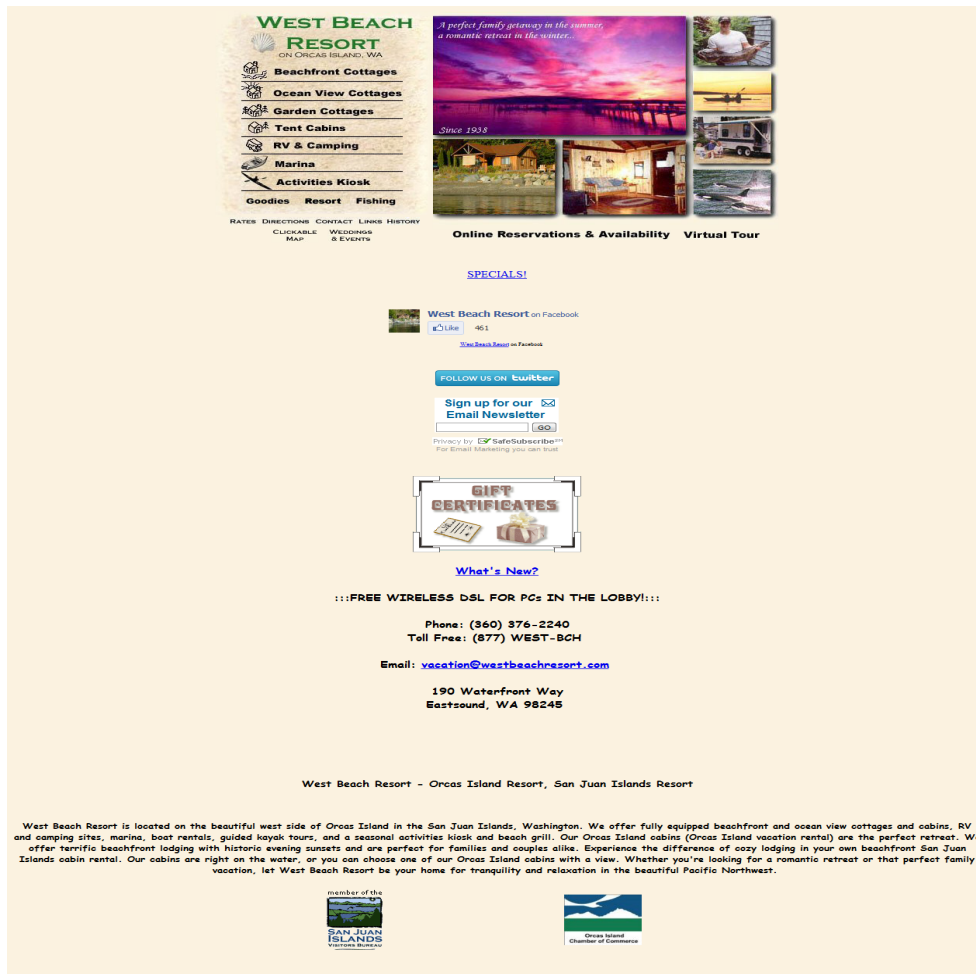 West Beach
Resort
on Orcas Island, WA
Beachfront Cottages
Ocean View Cottages
Garden Cottages
Tent Cabins
RV & Camping
Marina
Activities Kiosk
Goodies Resort Fishing
Rates Directions Contact Links History
Clickable Map
Weddings & Events
A perfect family getaway in the summer,
a romantic retreat in the winter...
Since 1938
Online Reservations & Availability Virtual Tour
SPECIALS!
West Beach Resort on Facebook
Like 461
West Beach Resort on Facebook
FOLLOW US ON twitter
Sign up for our
Email Newsletter
GO
Privacy by SafeSubscribe SM
For Email Marketing you can trust
GIFT
CERTIFICATES
What's New?
:::FREE WIRELESS DSL FOR PCs IN THE LOBBY!:::
Phone: (360) 376-2240
Toll Free: (877) WEST-BCH
Email: vacation@westbeachresort.com
190 Waterfront Way
Eastsound, WA 98245
West Beach Resort - Orcas Island Resort, San Juan Islands Resort
West Beach Resort is located on the beautiful west side of Orcas Island in the San Juan Islands, Washington. We offer fully equipped beachfront and ocean view cottages and cabins, RV
and camping sites, marina, boat rentals, guided kayak tours, and a seasonal activities kiosk and beach grill. Our Orcas Island cabins (Orcas Island vacation rental) are the perfect retreat. W
offer terrific beachfront lodging with historic evening sunsets and are perfect for families and couples alike. Experience the difference of cozy lodging in your own beachfront San Juan
Islands cabin rental. Our cabins are right on the water, or you can choose one of our Orcas Island cabins with a view. Whether you're looking for a romantic retreat or that perfect family
vacation, let West Beach Resort be your home for tranquility and relaxation in the beautiful Pacific Northwest.
member of the
SAN JUAN
ISLANDS
VISITORS BUREAU
Orcas Island
Chamber of Commerce